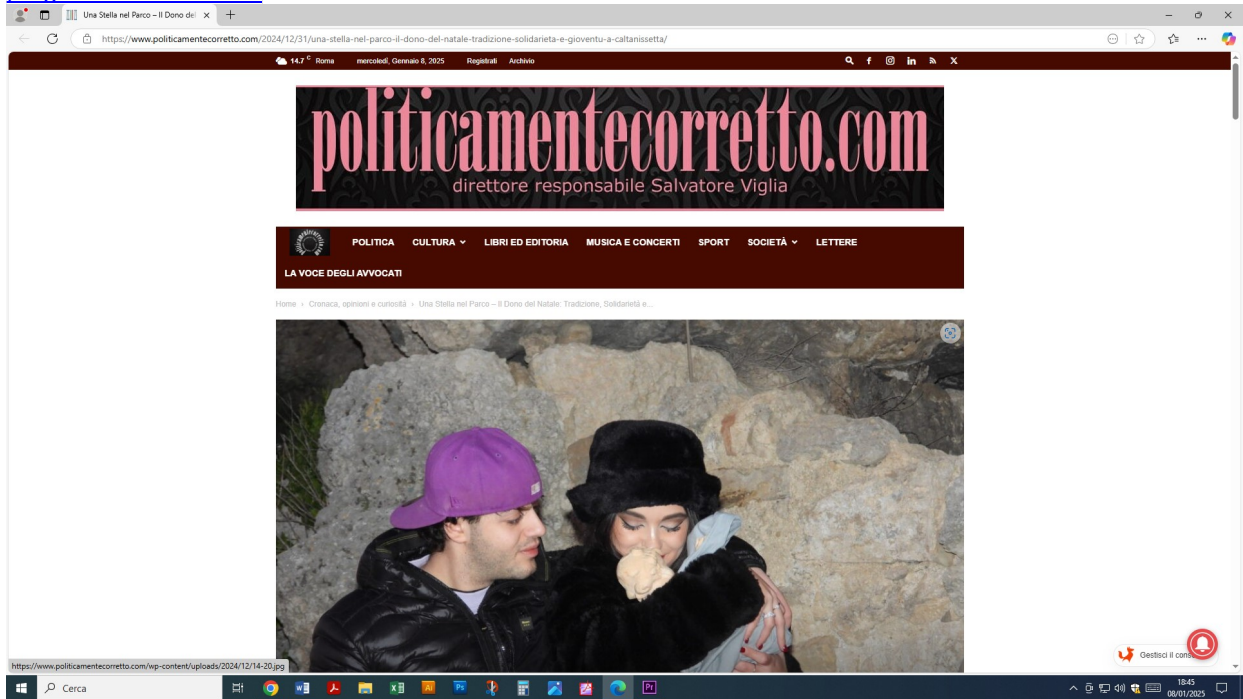 Una Stella nel Parco – Il Dono del
https://www.politicamentecorretto.com/2024/12/31/una-stella-nel-parco-il-dono-del-natale-tradizione-solidarieta-e-gioventu-a-caltanissetta/
14.7 C Roma mercoledì, Gennaio 8, 2025 Registrati Archivio
politicamentecorretto.com
direttore responsabile Salvatore Viglia
POLITICA CULTURA LIBRI ED EDITORIA MUSICA E CONCERTI SPORT SOCIETÀ LETTERE
LA VOCE DEGLI AVVOCATI
Home › Cronaca, opinioni e curiosità › Una Stella nel Parco – Il Dono del Natale: Tradizione, Solidarietà e...
Gestisci il cons
https://www.politicamentecorretto.com/wp-content/uploads/2024/12/14-20.jpg
Cerca
18:45
08/01/2025